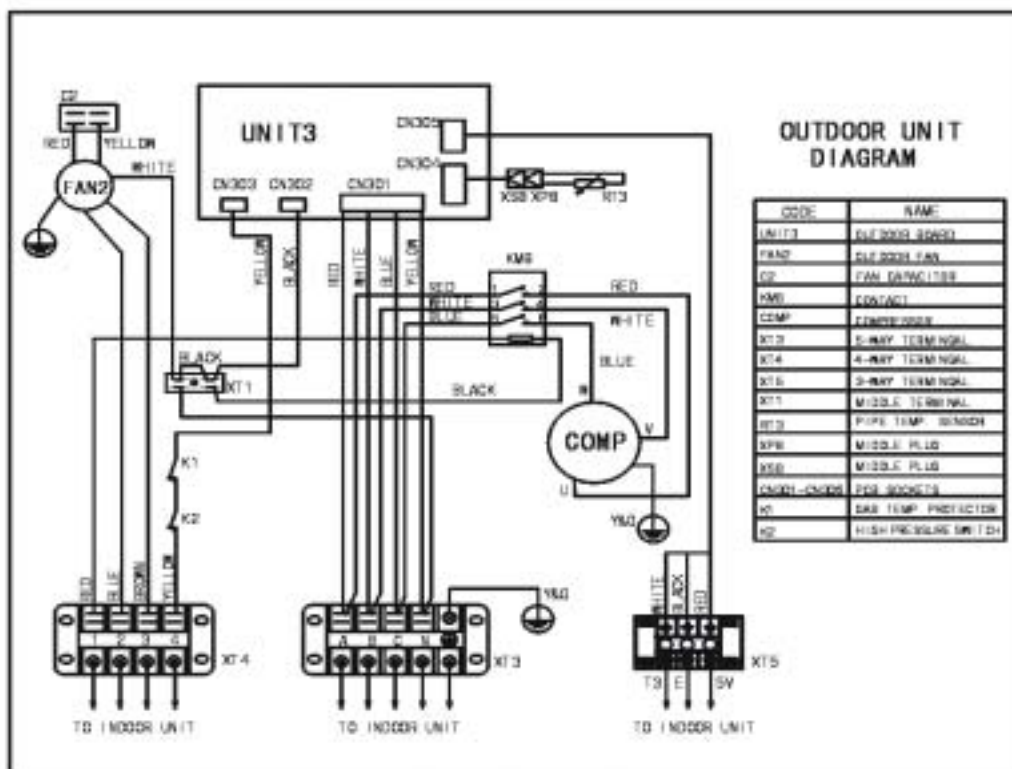 C2
RED YELLOW
WHITE
FAN2
UNIT3
CN305
CN304
CN303 CN302 CN301
XS8 XP8 RT3
OUTDOOR UNIT
DIAGRAM
CODE NAME
UNIT3 OUTDOOR BOARD
FAN2 OUTDOOR FAN
C2 FAN CAPACITOR
KM6 CONTACT
COMP COMPRESSOR
XT3 5-WAY TERMINGAL
XT4 4-WAY TERMINGAL
XT5 3-WAY TERMINGAL
XT1 MIDDLE TERMINAL
RT3 PIPE TEMP. SENSOR
XP8 MIDDLE PLUG
XS8 MIDDLE PLUG
CN301-CN305 PCB SOCKETS
K1 GAS TEMP PROTECTOR
K2 HIGH PRESSURE SWITCH
YELLOW
BLACK
RED
WHITE
BLUE
YELLOW
KM6
RED
WHITE
BLUE
RED
WHITE
BLUE
BLACK
XT1
BLACK
COMP
W
V
U
Y&G
K1
K2
RED
BLUE
BROWN
YELLOW
1 2 3 4
XT4
TO INDOOR UNIT
Y&G
A B C N
XT3
TO INDOOR UNIT
WHITE
BLACK
RED
XT5
T3 E 5V
TO INDOOR UNIT